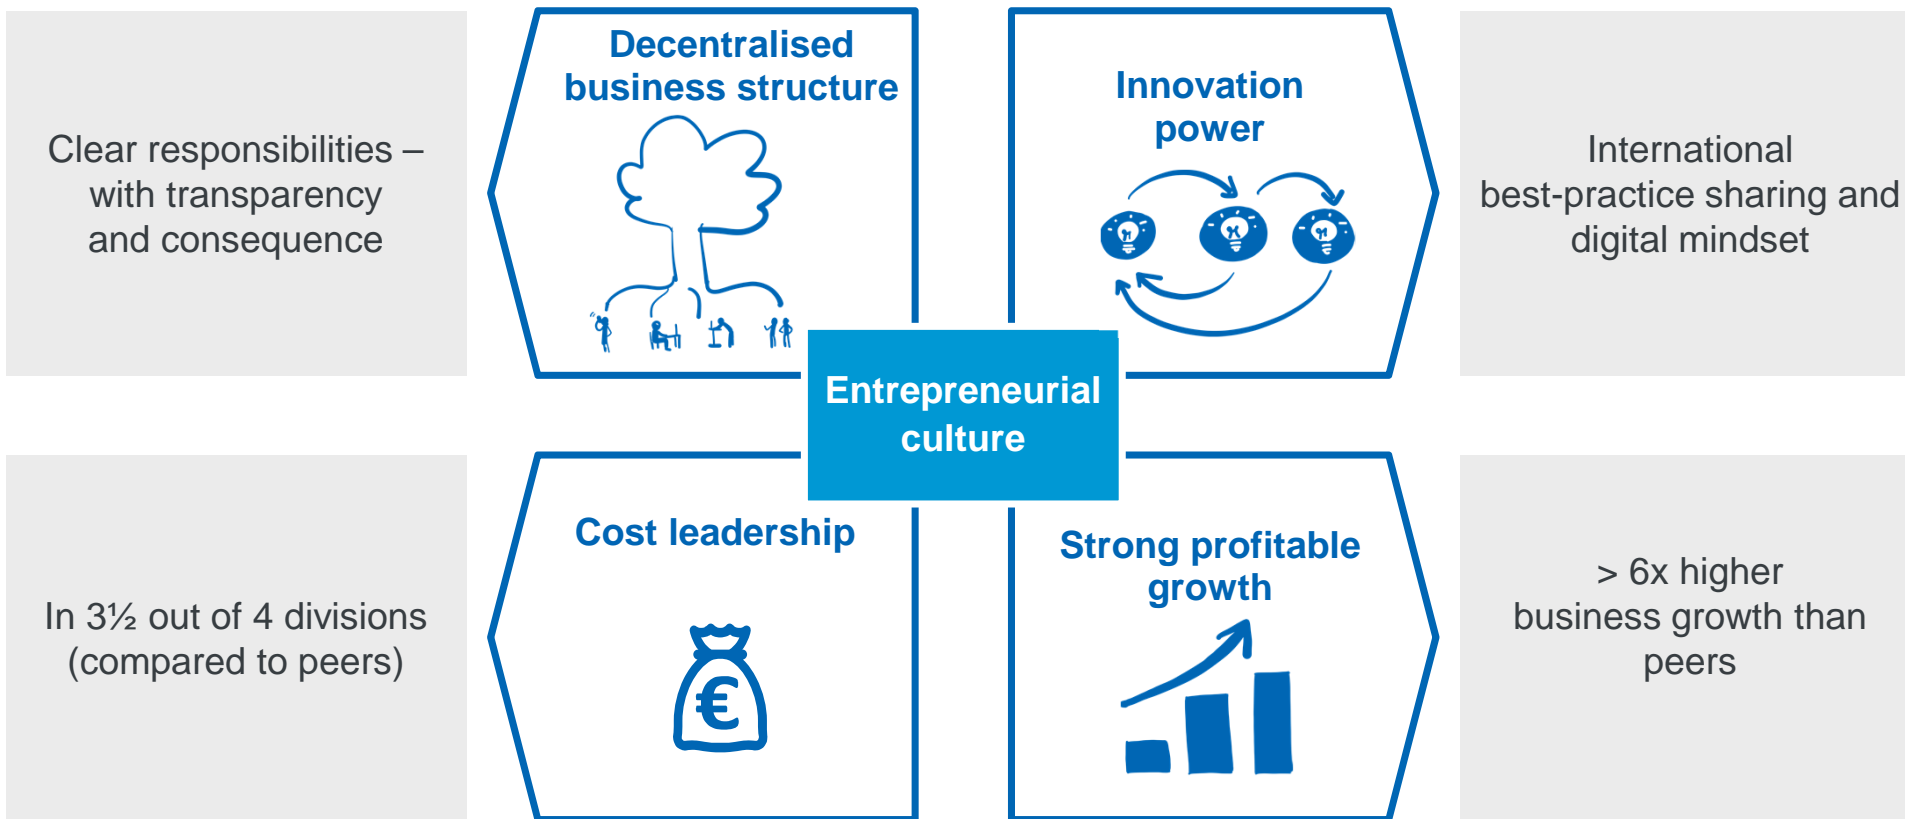 Decentralised
business structure
Clear responsibilities –
with transparency
and consequence
Innovation
power
International
best-practice sharing and
digital mindset
Entrepreneurial
culture
Cost leadership
€
In 3½ out of 4 divisions
(compared to peers)
Strong profitable
growth
> 6x higher
business growth than
peers